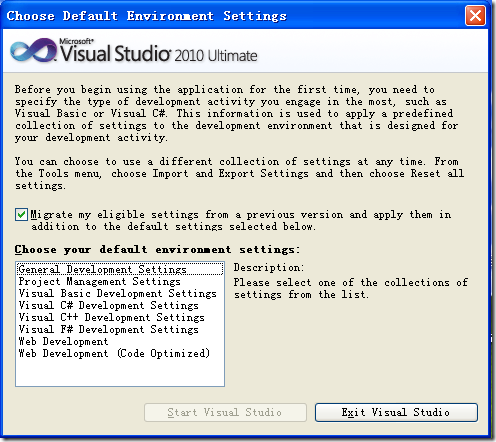 Choose Default Environment Settings
Microsoft®
Visual Studio® 2010 Ultimate
Before you begin using the application for the first time, you need to
specify the type of development activity you engage in the most, such as
Visual Basic or Visual C#. This information is used to apply a predefined
collection of settings to the development environment that is designed for
your development activity.
You can choose to use a different collection of settings at any time. From
the Tools menu, choose Import and Export Settings and then choose Reset all
settings.
Migrate my eligible settings from a previous version and apply them in
addition to the default settings selected below.
Choose your default environment settings:
General Development Settings
Project Management Settings
Visual Basic Development Settings
Visual C# Development Settings
Visual C++ Development Settings
Visual F# Development Settings
Web Development
Web Development (Code Optimized)
Description:
Please select one of the collections of
settings from the list.
Start Visual Studio
Exit Visual Studio